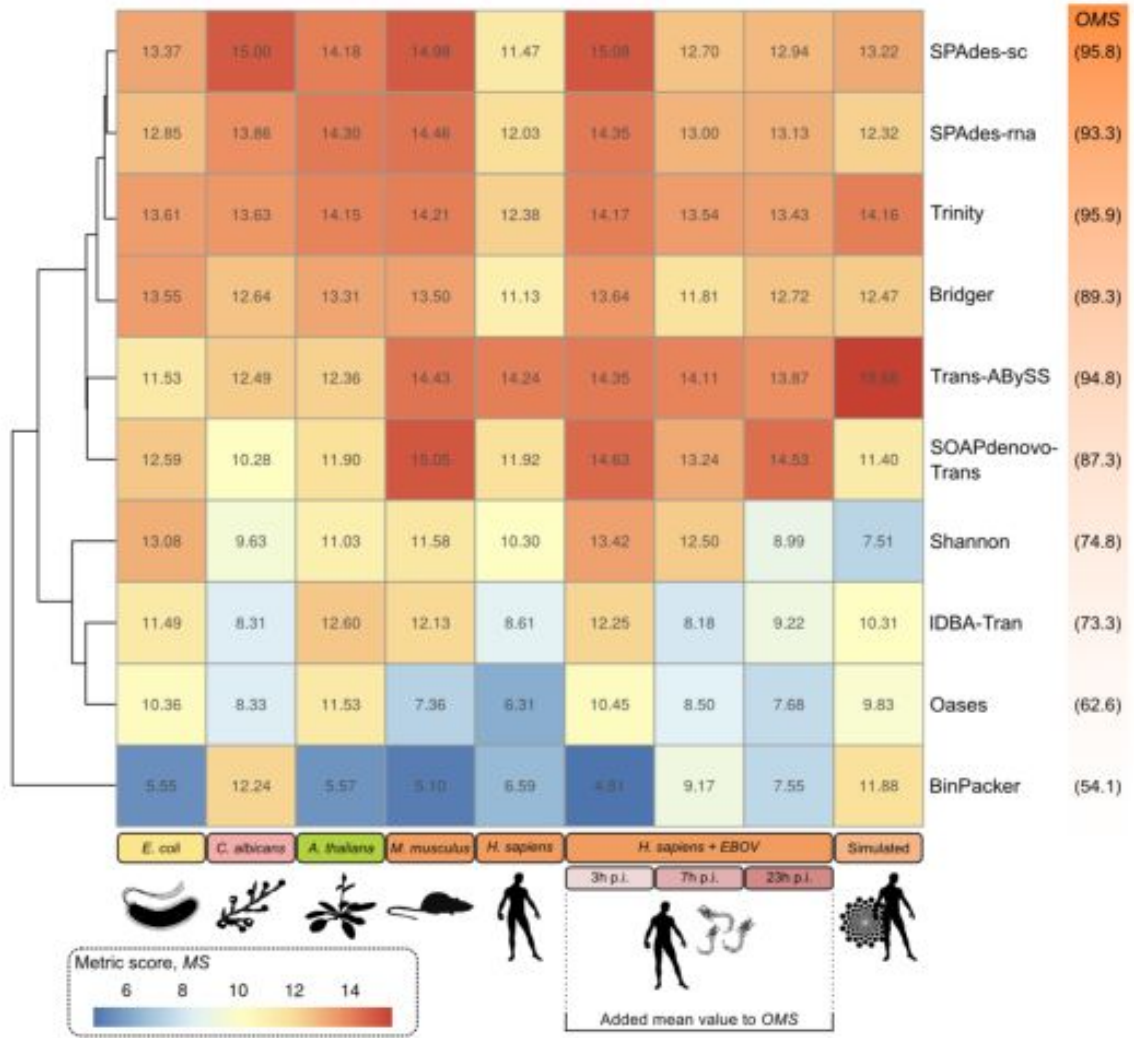 OMS
13.37 15.00 14.18 14.98 11.47 15.08 12.70 12.94 13.22 SPAdes-sc (95.8)
12.85 13.86 14.30 14.46 12.03 14.35 13.00 13.13 12.32 SPAdes-rna (93.3)
13.61 13.63 14.15 14.21 12.38 14.17 13.54 13.43 14.16 Trinity (95.9)
13.55 12.64 13.31 13.50 11.13 13.64 11.81 12.72 12.47 Bridger (89.3)
11.53 12.49 12.36 14.43 14.24 14.35 14.11 13.87 Trans-ABySS (94.8)
12.59 10.28 11.90 15.05 11.92 14.63 13.24 14.53 11.40 SOAPdenovo-
Trans (87.3)
13.08 9.63 11.03 11.58 10.30 13.42 12.50 8.99 7.51 Shannon (74.8)
11.49 8.31 12.60 12.13 8.61 12.25 8.18 9.22 10.31 IDBA-Tran (73.3)
10.36 8.33 11.53 7.36 6.31 10.45 8.50 7.68 9.83 Oases (62.6)
5.55 12.24 5.57 5.10 6.59 4.81 9.17 7.55 11.88 BinPacker (54.1)
E. coli C. albicans A. thaliana M. musculus H. sapiens H. sapiens + EBOV Simulated
3h p.i. 7h p.i. 23h p.i.
Metric score, MS
6 8 10 12 14
Added mean value to OMS